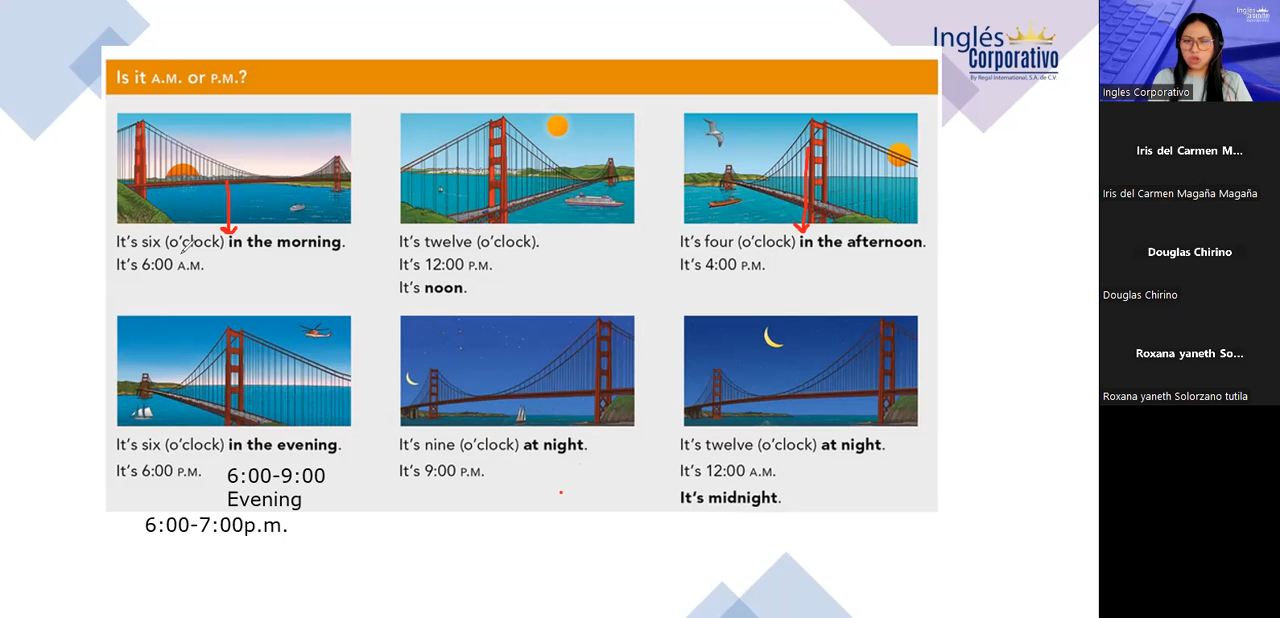 Inglés
Corporativo
By Regal International, S.A. de C.V.
Is it A.M. or P.M.?
It's six (o'clock) in the morning.
It's 6:00 A.M.
It's twelve (o'clock).
It's 12:00 P.M.
It's noon.
It's four (o'clock) in the afternoon.
It's 4:00 P.M.
It's six (o'clock) in the evening.
It's 6:00 P.M.
6:00-9:00
Evening
6:00-7:00p.m.
It's nine (o'clock) at night.
It's 9:00 P.M.
It's twelve (o'clock) at night.
It's 12:00 A.M.
It's midnight.
Ingles Corporativo
Iris del Carmen M...
Iris del Carmen Magaña Magaña
Douglas Chirino
Douglas Chirino
Roxana yaneth So...
Roxana yaneth Solorzano tutila